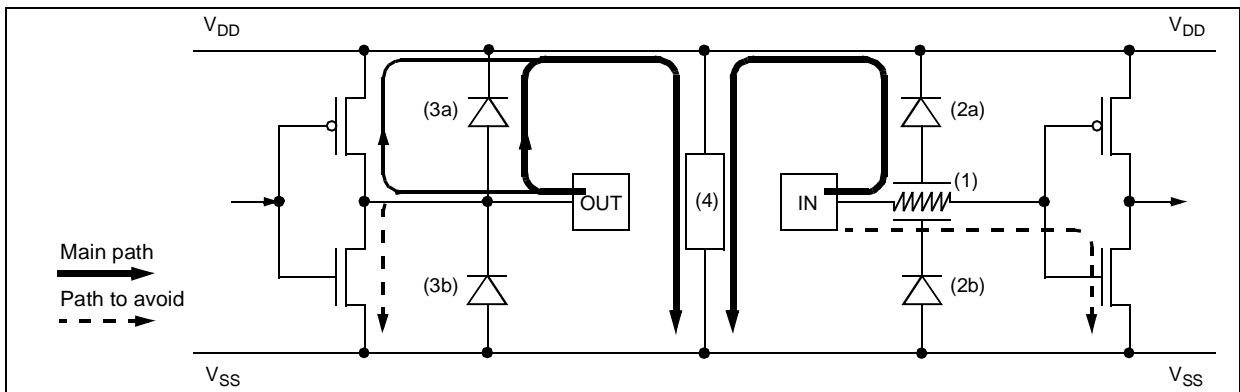 VDD
VDD
(3a)
(2a)
(1)
OUT
(4)
IN
Main path
(3b)
(2b)
Path to avoid
VSS
VSS